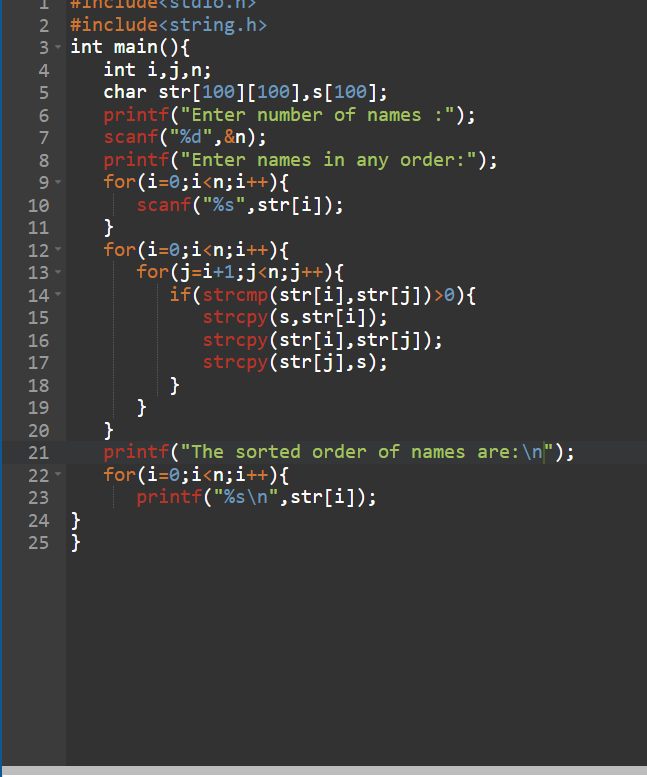 1 #include<stdio.h>
2 #include<string.h>
3 int main(){
4 int i,j,n;
5 char str[100][100],s[100];
6 printf("Enter number of names :");
7 scanf("%d",&n);
8 printf("Enter names in any order:");
9 for(i=0;i<n;i++){
10 scanf("%s",str[i]);
11 }
12 for(i=0;i<n;i++){
13 for(j=i+1;j<n;j++){
14 if(strcmp(str[i],str[j])>0){
15 strcpy(s,str[i]);
16 strcpy(str[i],str[j]);
17 strcpy(str[j],s);
18 }
19 }
20 }
21 printf("The sorted order of names are:\n");
22 for(i=0;i<n;i++){
23 printf("%s\n",str[i]);
24 }
25 }